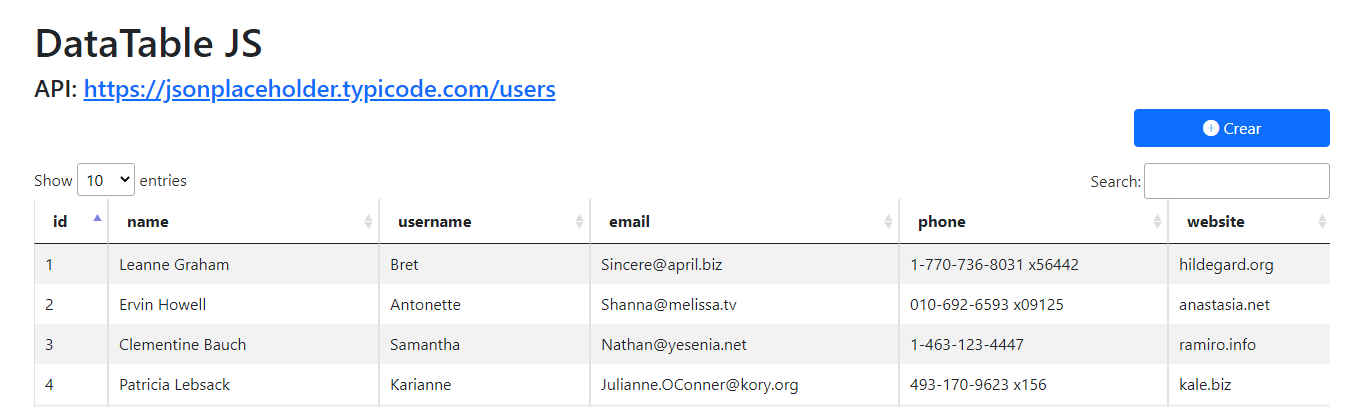 DataTable JS
API: https://jsonplaceholder.typicode.com/users
Crear
Show 10 entries Search:
id name username email phone website
1 Leanne Graham Bret Sincere@april.biz 1-770-736-8031 x56442 hildegard.org
2 Ervin Howell Antonette Shanna@melissa.tv 010-692-6593 x09125 anastasia.net
3 Clementine Bauch Samantha Nathan@yesenia.net 1-463-123-4447 ramiro.info
4 Patricia Lebsack Karianne Julianne.OConner@kory.org 493-170-9623 x156 kale.biz